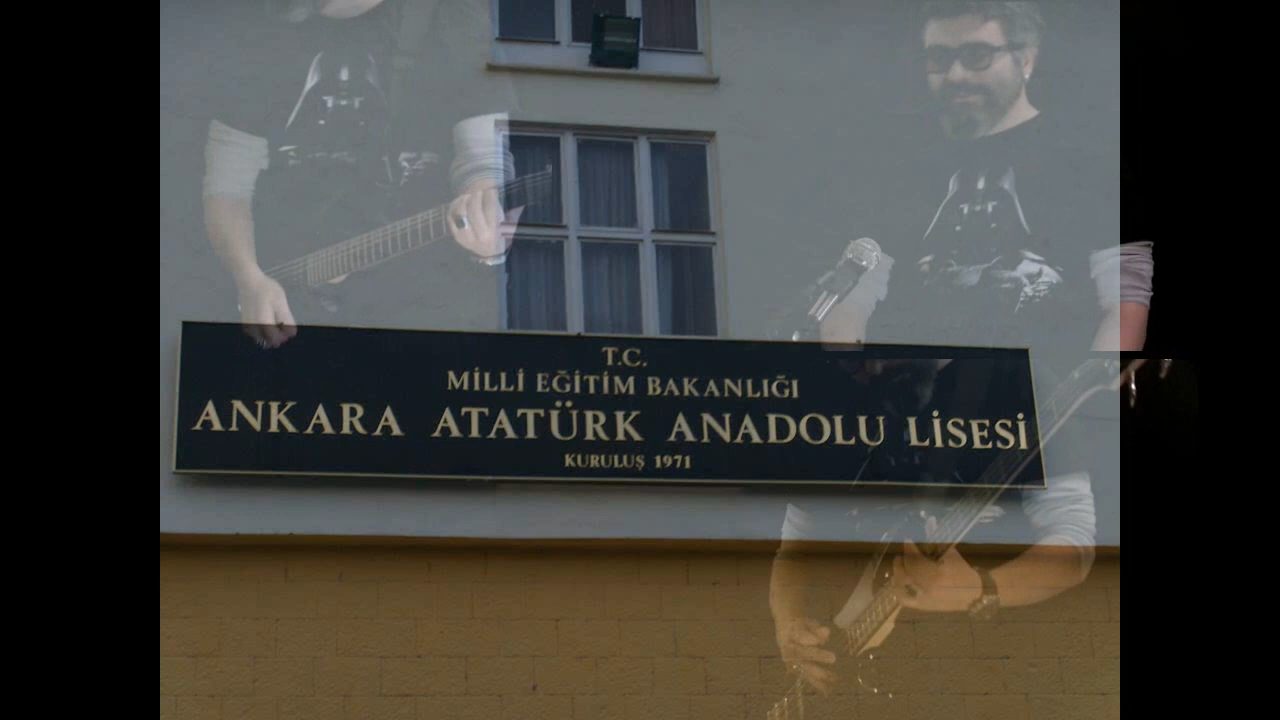 T.C.
MİLLİ EĞİTİM BAKANLIĞI
ANKARA ATATÜRK ANADOLU LİSESİ
KURULUŞ 1971